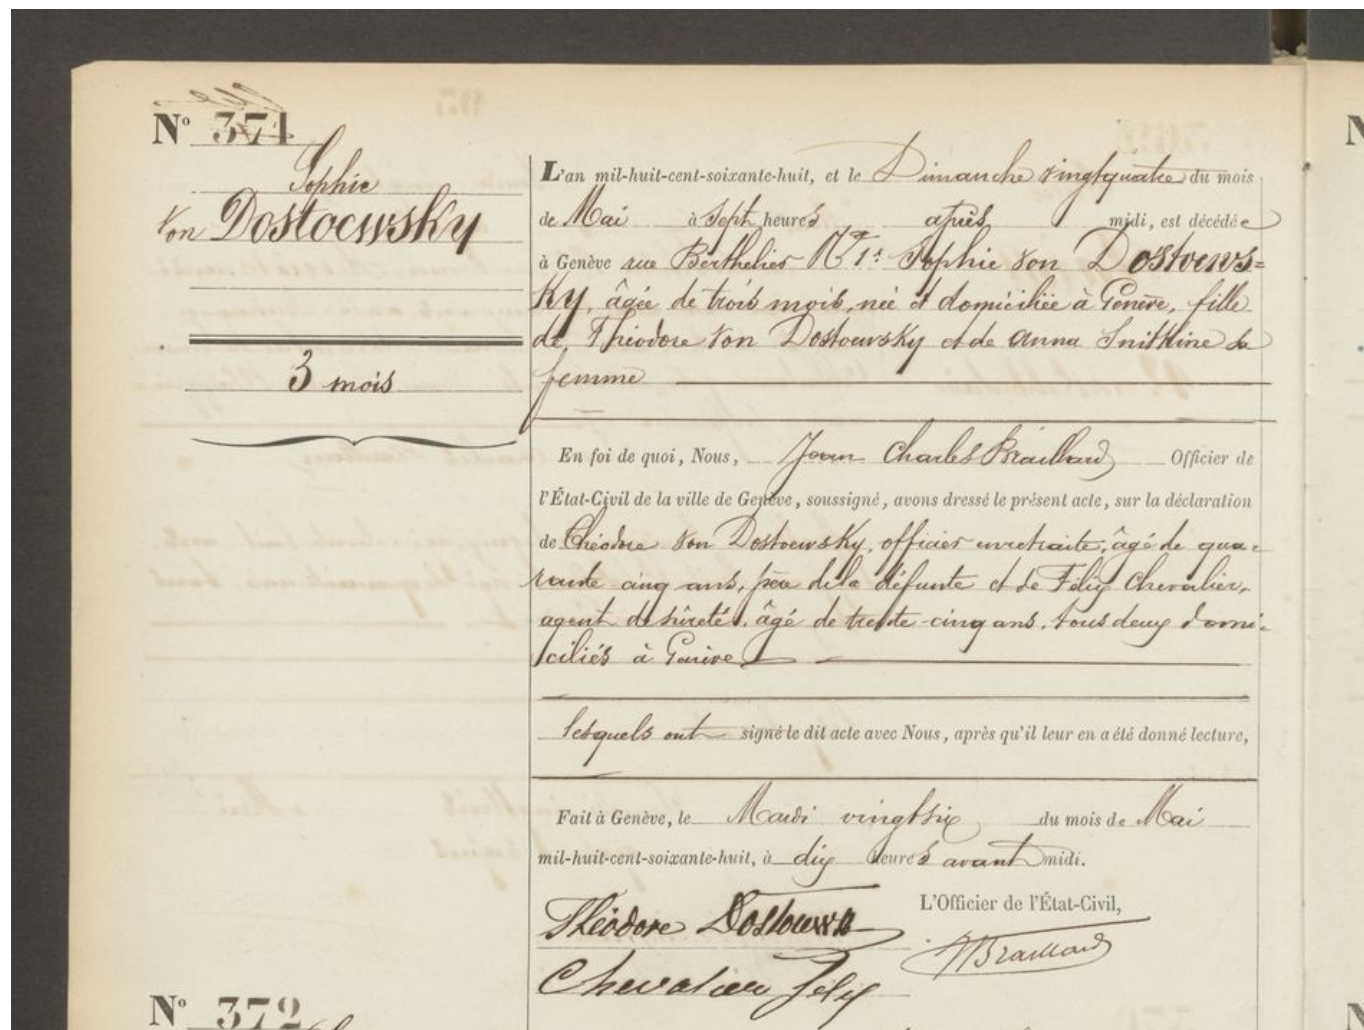 Nº 371
Sophie
von Dostoewsky
3 mois
L'an mil-huit-cent-soixante-huit, et le Dimanche vingtquatre du mois
de Mai à sept heures après midi, est décédée
à Genève rue Berthelier Nº 1: Sophie von Dostoews=
ky, âgée de trois mois, née et domiciliée à Genève, fille
de Théodore von Dostoewsky et de Anna Snitkine sa
femme
En foi de quoi, Nous, Jean Charles Braillard Officier de
l'État-Civil de la ville de Genève, soussigné, avons dressé le présent acte, sur la déclaration
de Théodore von Dostoewsky, officier en retraite, âgé de qua=
rante cinq ans, père de la défunte et de Félix Chevalier,
agent de sûreté, âgé de trente-cinq ans, tous deux domi=
ciliés à Genève
lesquels ont signé le dit acte avec Nous, après qu'il leur en a été donné lecture,
Fait à Genève, le Mardi vingtsix du mois de Mai
mil-huit-cent-soixante-huit, à dix heures avant midi.
L'Officier de l'État-Civil,
Théodore
Braillard
Chevalier Félix
Nº 372